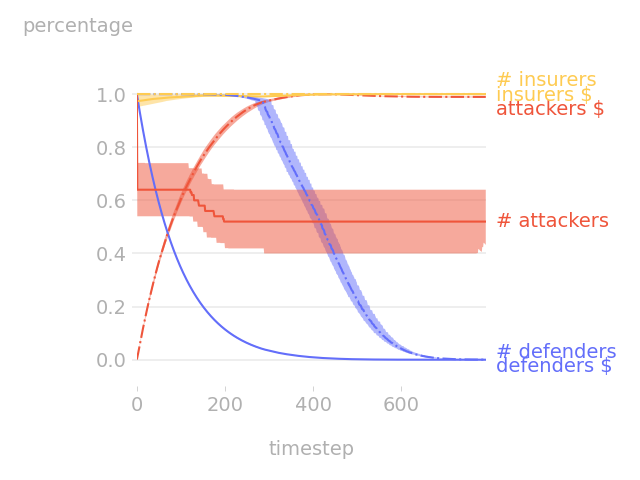 percentage
# insurers
insurers $
attackers $
# attackers
# defenders
defenders $
1.0
0.8
0.6
0.4
0.2
0.0
0
200
400
600
timestep